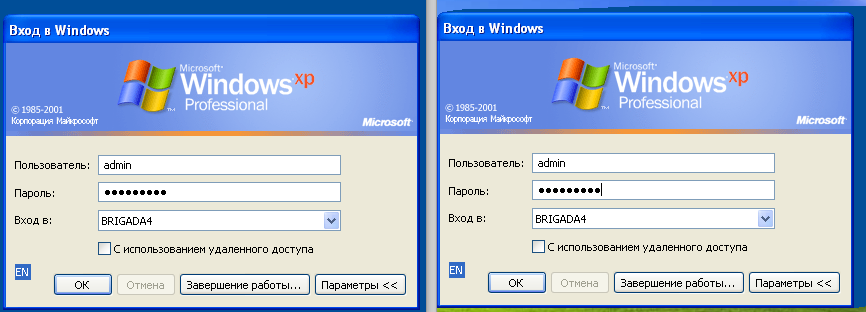 Вход в Windows
Microsoft®
Windows xp
Professional
© 1985-2001
Корпорация Майкрософт
Microsoft
Пользователь: admin
Пароль: •••••••••
Вход в: BRIGADA4
С использованием удаленного доступа
EN
ОК Отмена Завершение работы... Параметры <<
Вход в Windows
Microsoft®
Windows xp
Professional
© 1985-2001
Корпорация Майкрософт
Microsoft
Пользователь: admin
Пароль: •••••••••
Вход в: BRIGADA4
С использованием удаленного доступа
EN
ОК Отмена Завершение работы... Параметры <<